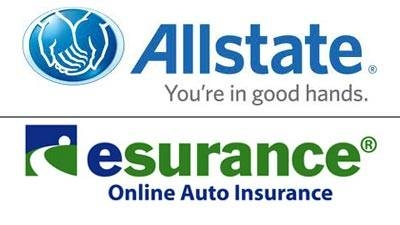 Allstate®
You're in good hands.
esurance®
Online Auto Insurance